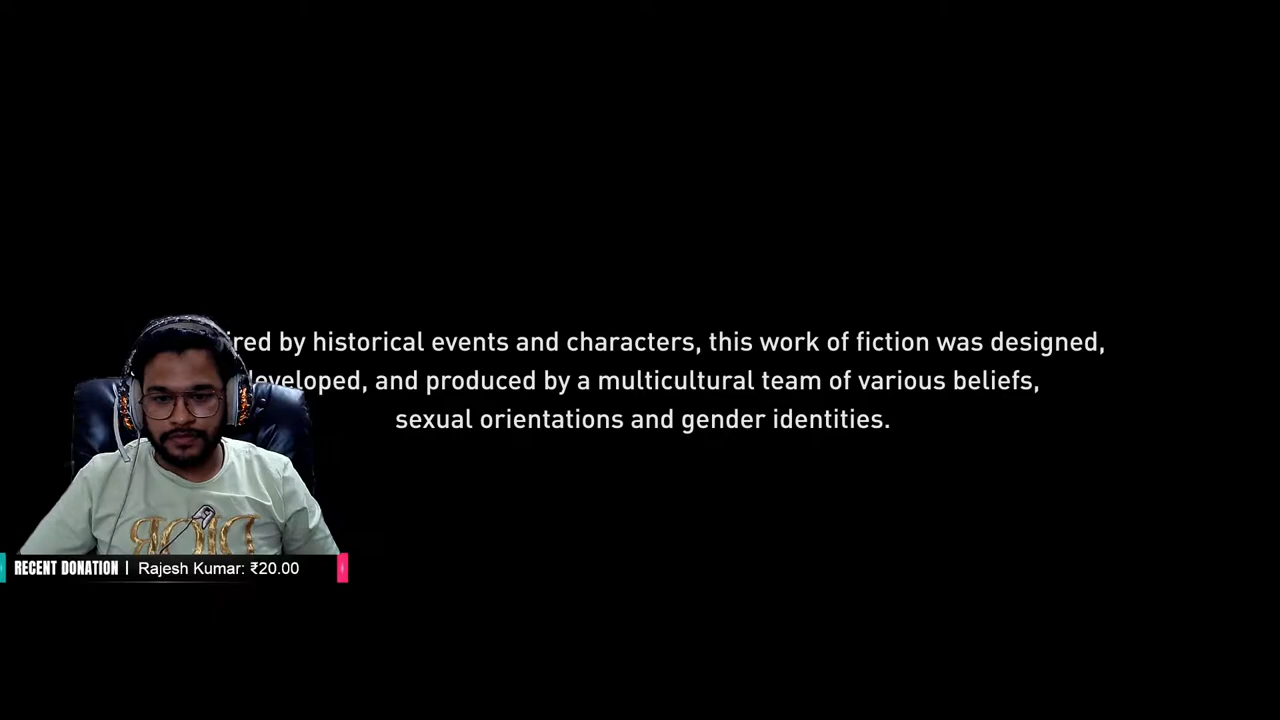 ired by historical events and characters, this work of fiction was designed,
developed, and produced by a multicultural team of various beliefs,
sexual orientations and gender identities.
RECENT DONATION | Rajesh Kumar: ₹20.00